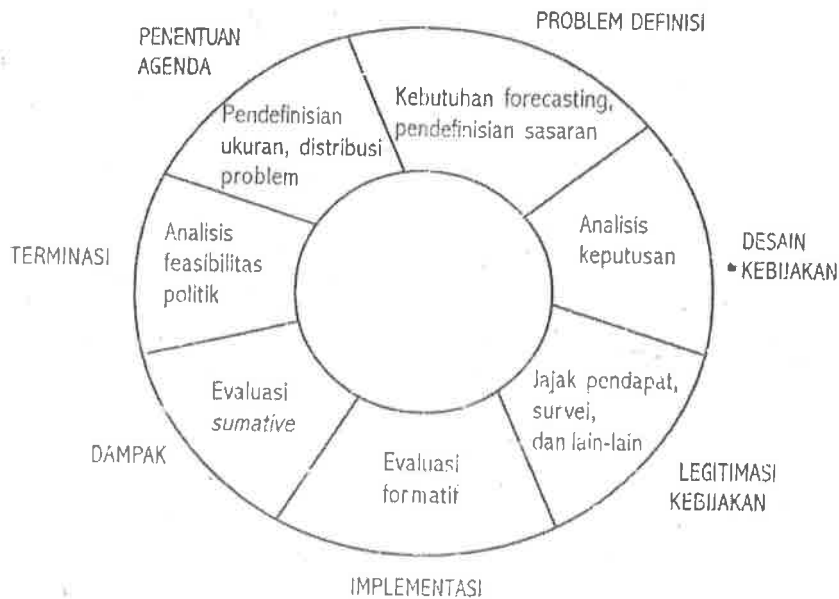 PENENTUAN
AGENDA
PROBLEM DEFINISI
Pendefinisian
ukuran, distribusi
problem
Kebutuhan forecasting,
pendefinisian sasaran
Analisis
keputusan
DESAIN
KEBIJAKAN
Jajak pendapat,
survei,
dan lain-lain
LEGITIMASI
KEBIJAKAN
Evaluasi
formatif
IMPLEMENTASI
Evaluasi
sumative
DAMPAK
Analisis
feasibilitas
politik
TERMINASI